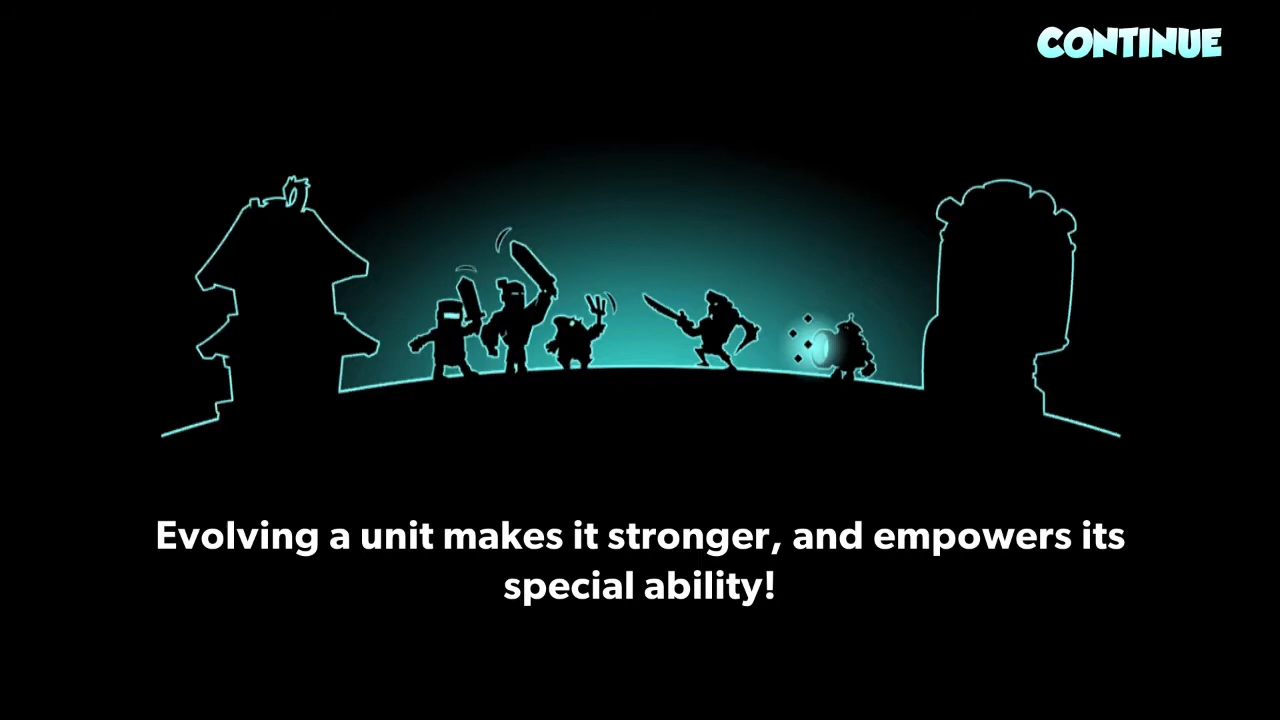 CONTINUE
Evolving a unit makes it stronger, and empowers its
special ability!